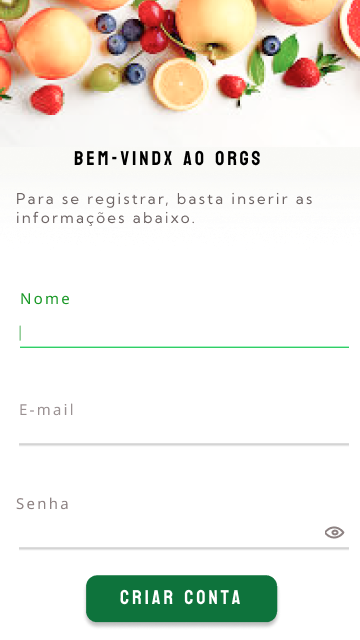 BEM-VINDX AO ORGS
Para se registrar, basta inserir as
informações abaixo.
Nome
E-mail
Senha
CRIAR CONTA